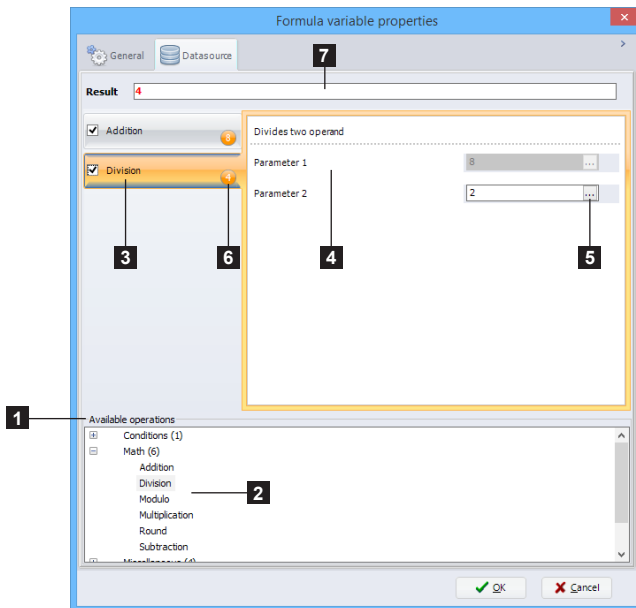 Formula variable properties
General
Datasource
7
Result 4
Addition 8
Divides two operand
Division 4
Parameter 1 8 ...
Parameter 2 2 ...
3 6 4 5
1
Available operations
Conditions (1)
Math (6)
Addition
Division
2
Modulo
Multiplication
Round
Subtraction
Miscellaneous (4)
OK
Cancel